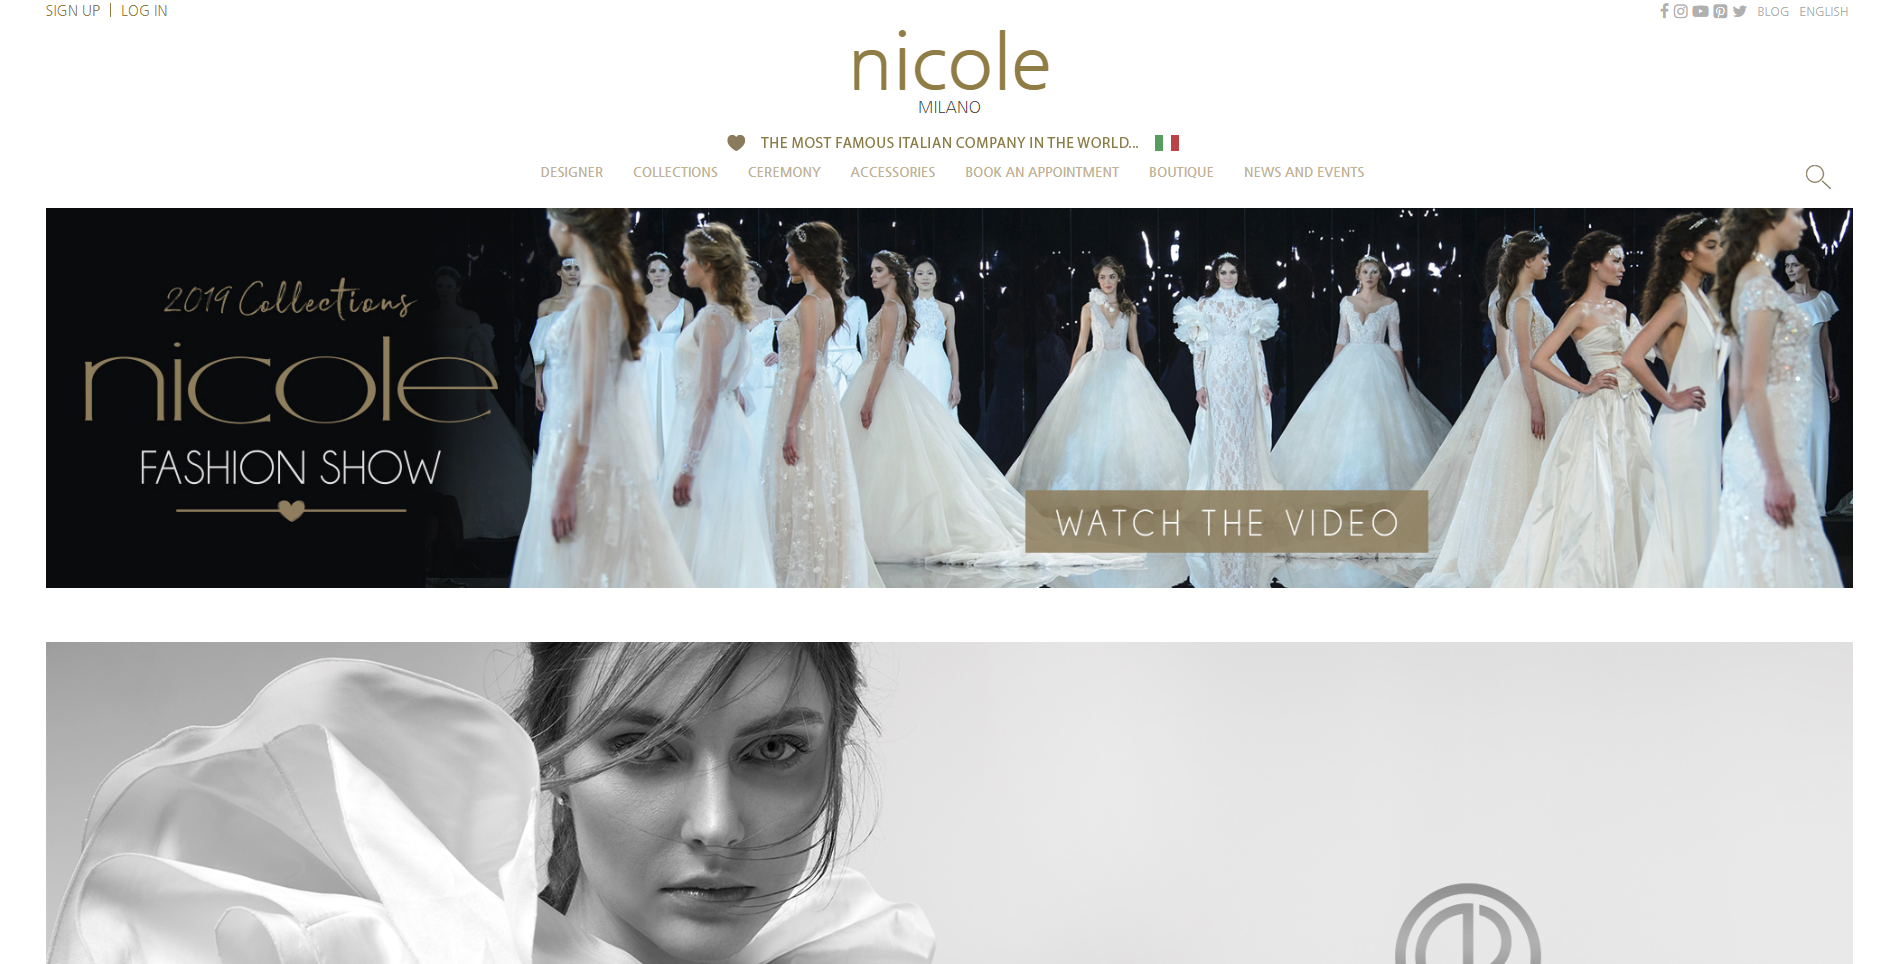 SIGN UP | LOG IN
BLOG ENGLISH
nicole
MILANO
THE MOST FAMOUS ITALIAN COMPANY IN THE WORLD...
DESIGNER COLLECTIONS CEREMONY ACCESSORIES BOOK AN APPOINTMENT BOUTIQUE NEWS AND EVENTS
2019 Collections
nicole
FASHION SHOW
WATCH THE VIDEO